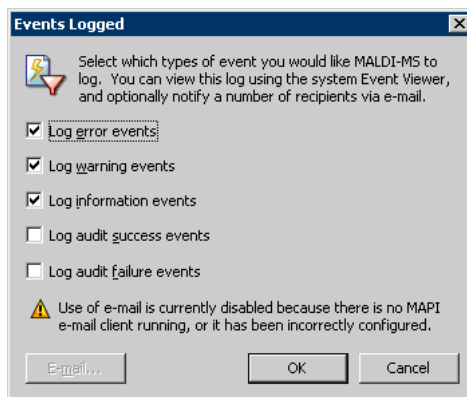 Events Logged
Select which types of event you would like MALDI-MS to
log. You can view this log using the system Event Viewer,
and optionally notify a number of recipients via e-mail.
Log error events
Log warning events
Log information events
Log audit success events
Log audit failure events
Use of e-mail is currently disabled because there is no MAPI
e-mail client running, or it has been incorrectly configured.
E-mail... OK Cancel